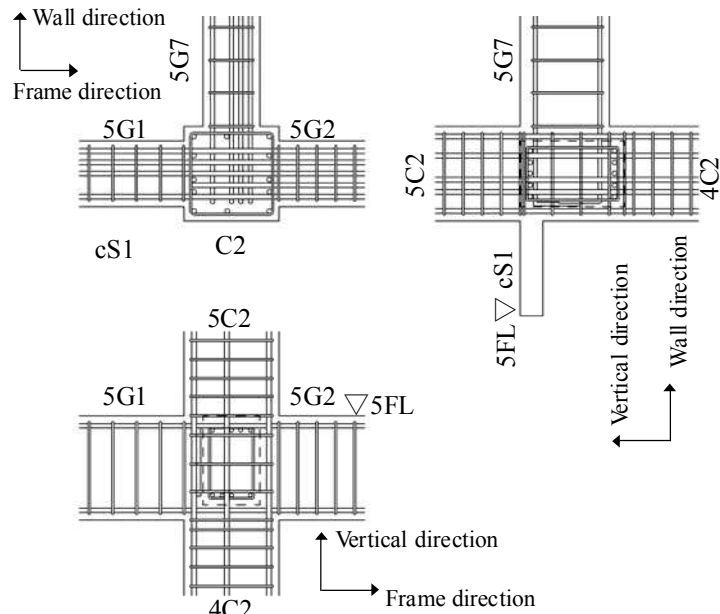 Wall direction
Frame direction
5G7
5G1
5G2
cS1
C2
5G7
5C2
4C2
cS1
5FL
Vertical direction
Wall direction
5C2
5G1
5G2
5FL
Vertical direction
Frame direction
4C2